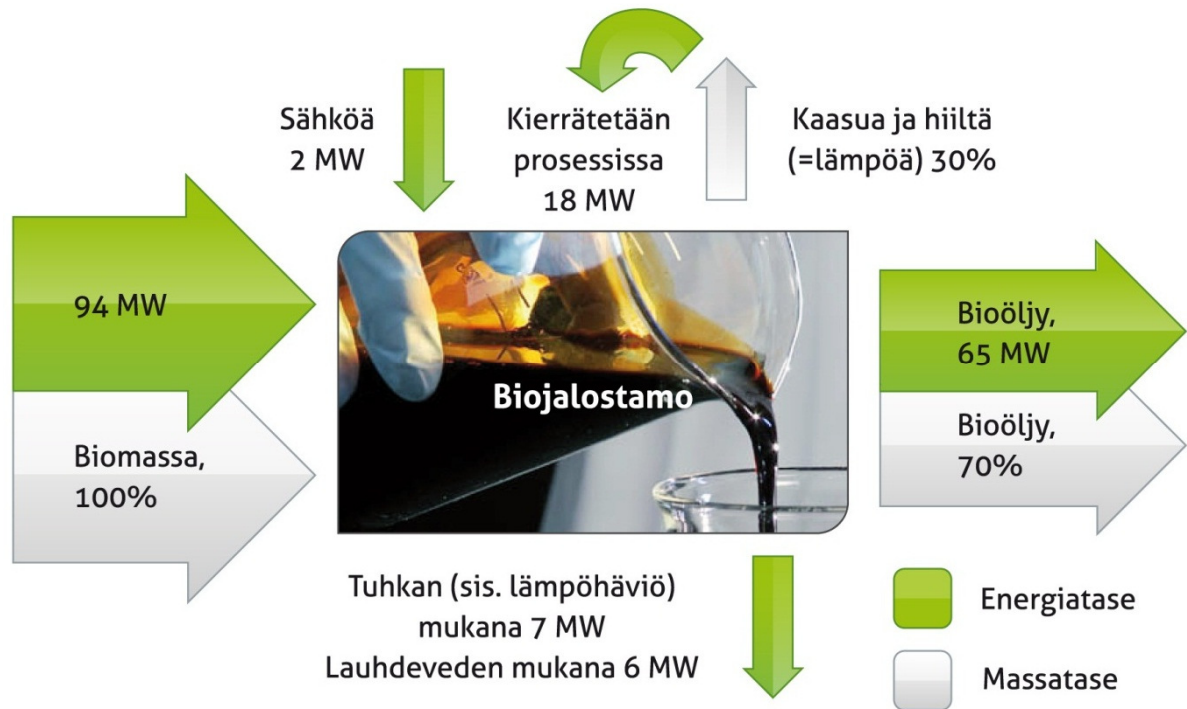 Sähköä
2 MW
Kierrätetään
prosessissa
18 MW
Kaasua ja hiiltä
(=lämpöä) 30%
94 MW
Biomassa,
100%
Biojalostamo
Bioöljy,
65 MW
Bioöljy,
70%
Tuhkan (sis. lämpöhäviö)
mukana 7 MW
Lauhdeveden mukana 6 MW
Energiatase
Massatase